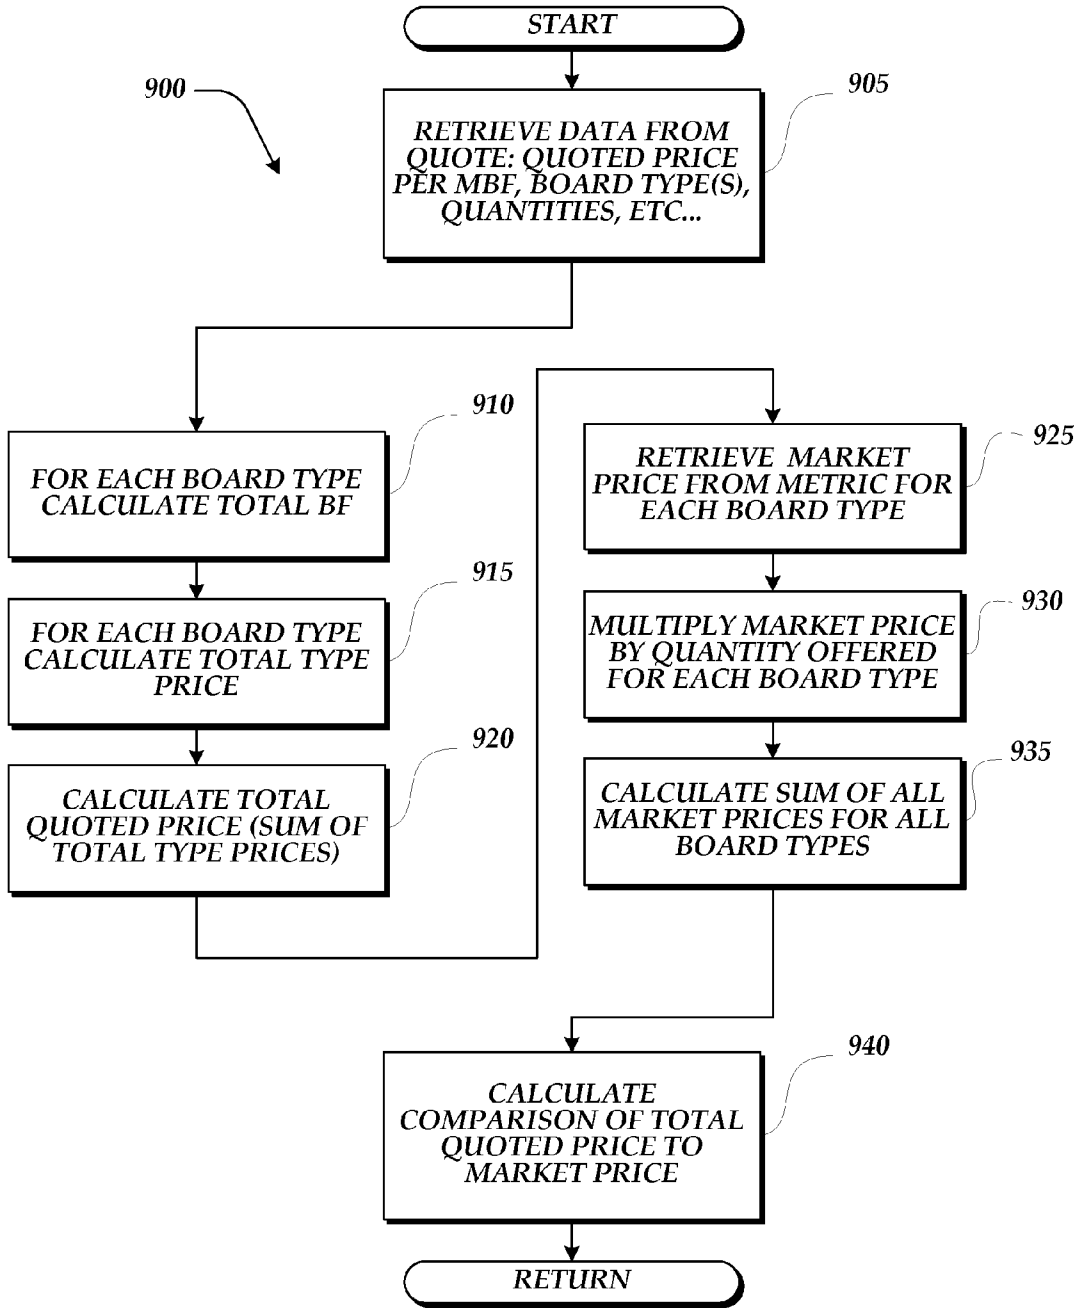 START
900
905
RETRIEVE DATA FROM
QUOTE: QUOTED PRICE
PER MBF, BOARD TYPE(S),
QUANTITIES, ETC...
910
FOR EACH BOARD TYPE
CALCULATE TOTAL BF
915
FOR EACH BOARD TYPE
CALCULATE TOTAL TYPE
PRICE
920
CALCULATE TOTAL
QUOTED PRICE (SUM OF
TOTAL TYPE PRICES)
925
RETRIEVE MARKET
PRICE FROM METRIC FOR
EACH BOARD TYPE
930
MULTIPLY MARKET PRICE
BY QUANTITY OFFERED
FOR EACH BOARD TYPE
935
CALCULATE SUM OF ALL
MARKET PRICES FOR ALL
BOARD TYPES
940
CALCULATE
COMPARISON OF TOTAL
QUOTED PRICE TO
MARKET PRICE
RETURN